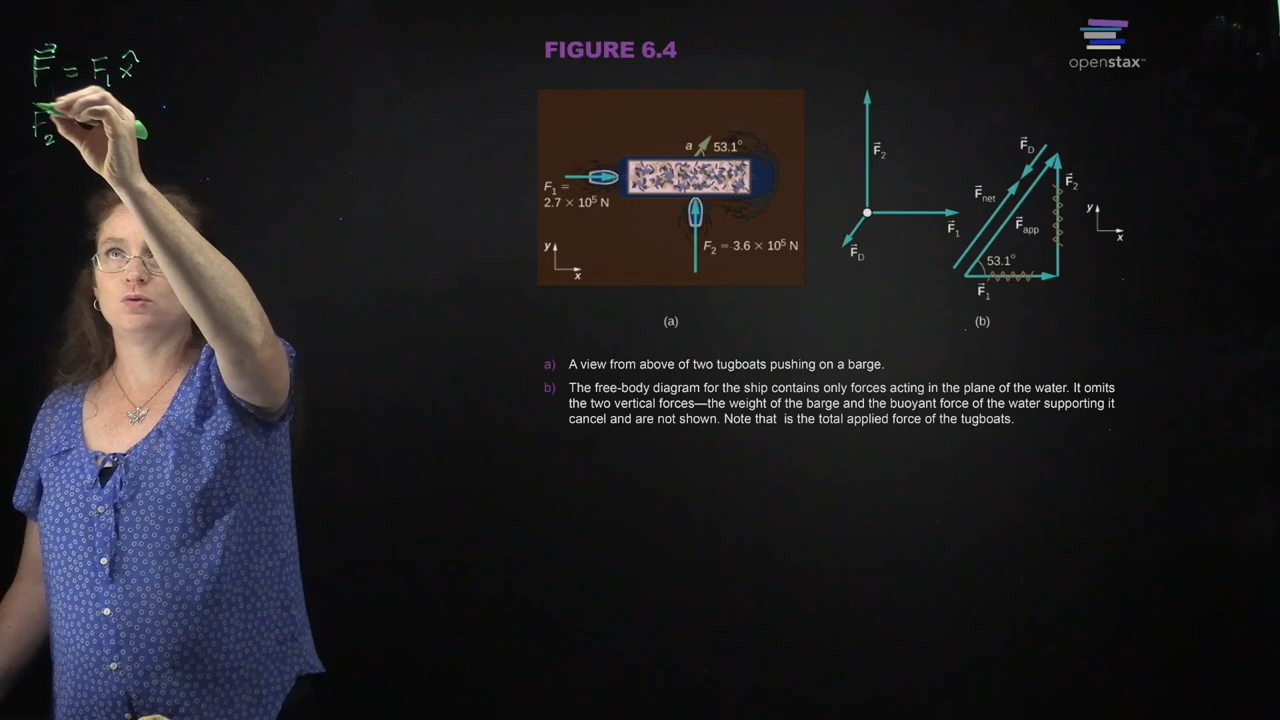 F⃗ = F₁ x̂
F₂
FIGURE 6.4
openstax™
a 53.1°
F₁ =
2.7 × 10⁵ N
F₂ = 3.6 × 10⁵ N
y
x
(a)
F⃗₂
F⃗₁
F⃗D
F⃗D
F⃗net
F⃗app
F⃗₂
53.1°
F⃗₁
y
x
(b)
a) A view from above of two tugboats pushing on a barge.
b) The free-body diagram for the ship contains only forces acting in the plane of the water. It omits
the two vertical forces—the weight of the barge and the buoyant force of the water supporting it
cancel and are not shown. Note that is the total applied force of the tugboats.